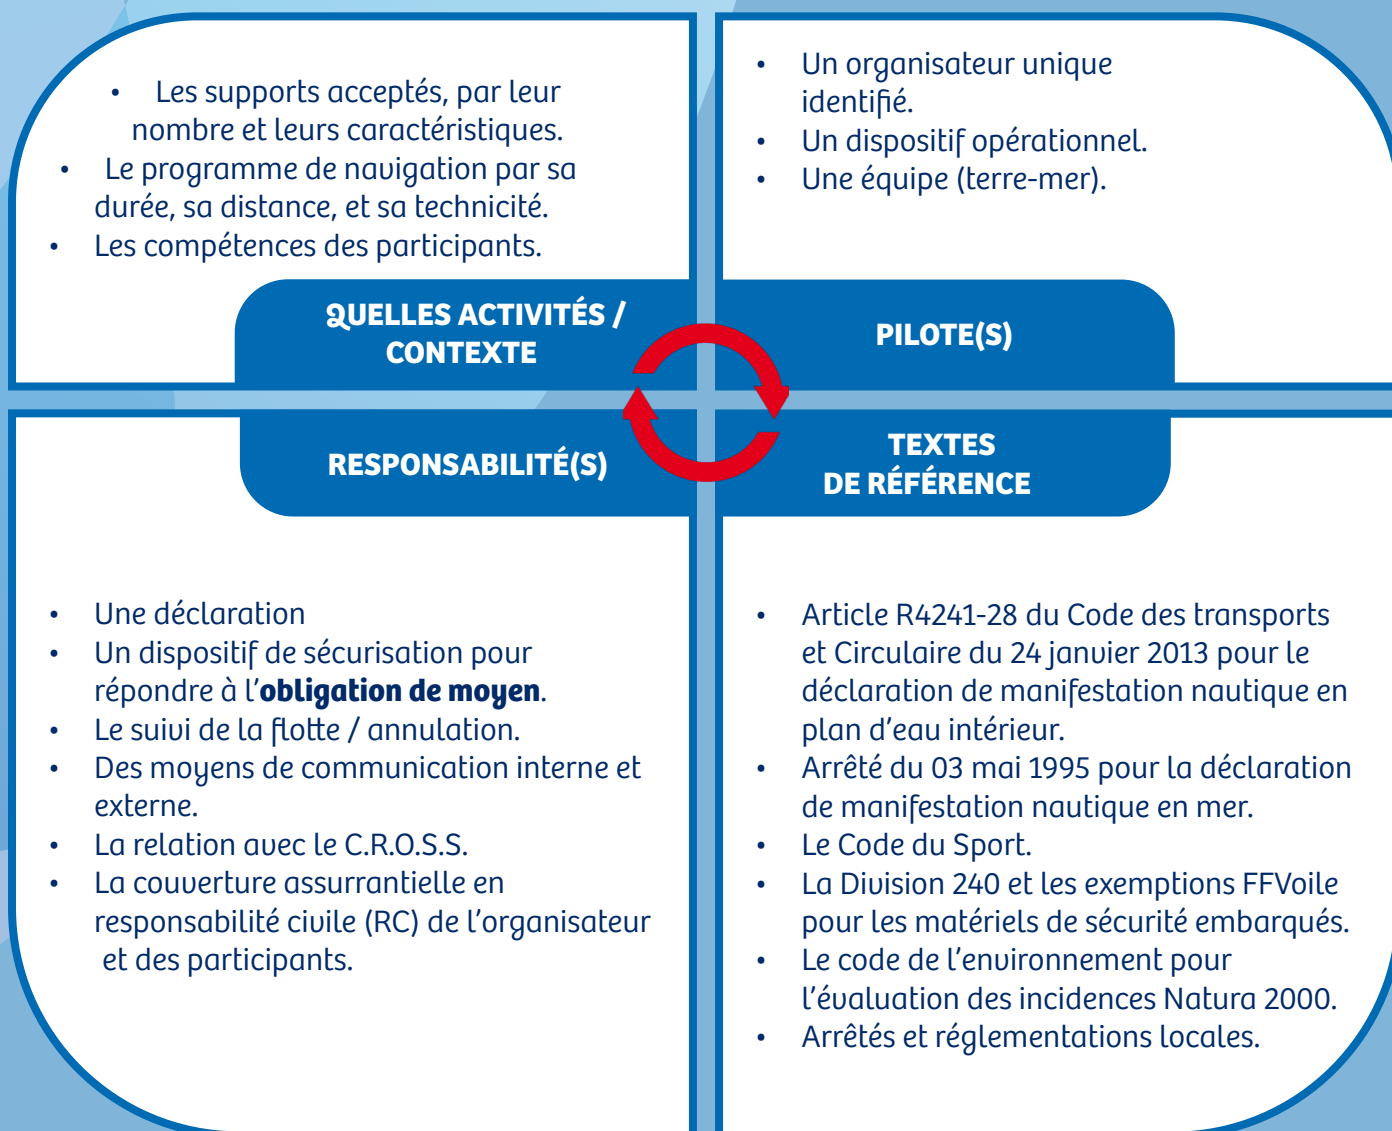 • Les supports acceptés, par leur
nombre et leurs caractéristiques.
• Le programme de navigation par sa
durée, sa distance, et sa technicité.
• Les compétences des participants.
QUELLES ACTIVITÉS /
CONTEXTE
• Un organisateur unique
identifié.
• Un dispositif opérationnel.
• Une équipe (terre-mer).
PILOTE(S)
RESPONSABILITÉ(S)
• Une déclaration
• Un dispositif de sécurisation pour
répondre à l'obligation de moyen.
• Le suivi de la flotte / annulation.
• Des moyens de communication interne et
externe.
• La relation avec le C.R.O.S.S.
• La couverture assurrantielle en
responsabilité civile (RC) de l'organisateur
et des participants.
TEXTES
DE RÉFÉRENCE
• Article R4241-28 du Code des transports
et Circulaire du 24 janvier 2013 pour le
déclaration de manifestation nautique en
plan d'eau intérieur.
• Arrêté du 03 mai 1995 pour la déclaration
de manifestation nautique en mer.
• Le Code du Sport.
• La Division 240 et les exemptions FFVoile
pour les matériels de sécurité embarqués.
• Le code de l'environnement pour
l'évaluation des incidences Natura 2000.
• Arrêtés et réglementations locales.